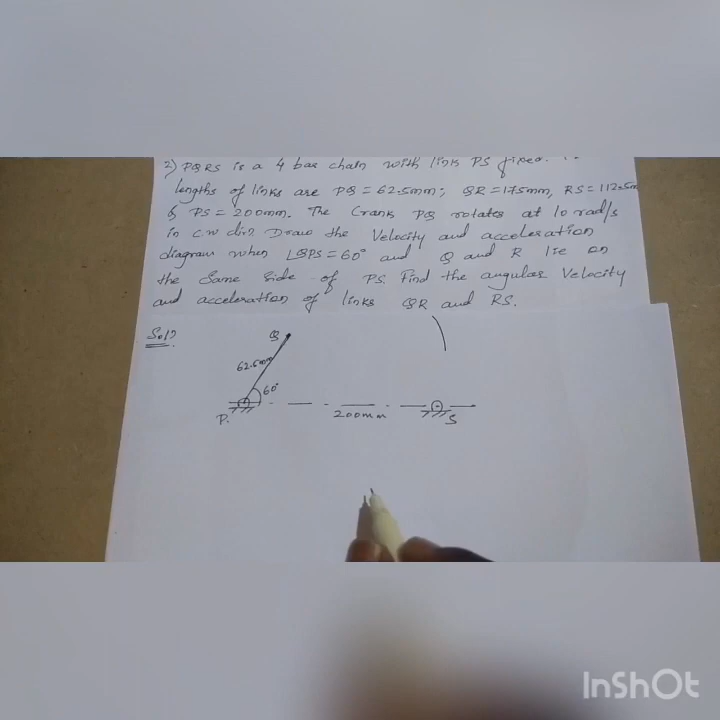 2) PQRS is a 4 bar chain with link PS fixed.
lengths of links are PQ = 62.5mm; QR = 175mm, RS = 112.5m
& PS = 200mm. The Crank PQ rotates at 10 rad/s
in C.W dirn. Draw the Velocity and acceleration
diagram when ∠QPS = 60° and Q and R lie on
the Same Side of PS. Find the angular Velocity
and acceleration of links QR and RS.
Soln
Q
62.5mm
60°
P.
200mm
S
InShOt